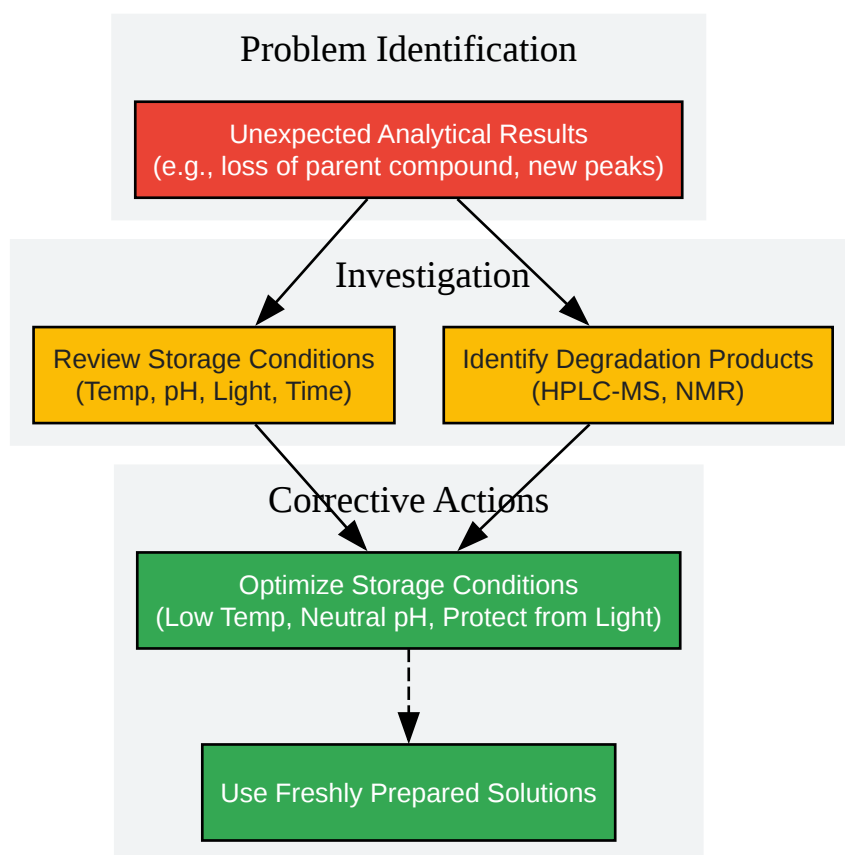 Problem Identification
Unexpected Analytical Results
(e.g., loss of parent compound, new peaks)
Investigation
Review Storage Conditions
(Temp, pH, Light, Time)
Identify Degradation Products
(HPLC-MS, NMR)
Corrective Actions
Optimize Storage Conditions
(Low Temp, Neutral pH, Protect from Light)
Use Freshly Prepared Solutions